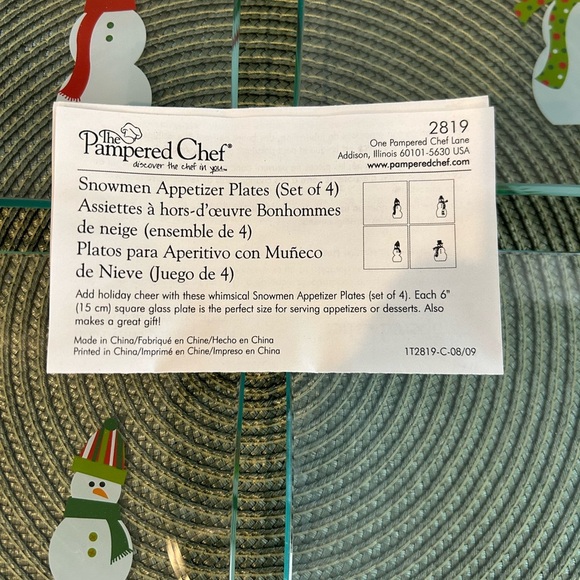 The
Pampered Chef®
discover the chef in you™
2819
One Pampered Chef Lane
Addison, Illinois 60101-5630 USA
www.pamperedchef.com
Snowmen Appetizer Plates (Set of 4)
Assiettes à hors-d'œuvre Bonhommes
de neige (ensemble de 4)
Platos para Aperitivo con Muñeco
de Nieve (Juego de 4)
Add holiday cheer with these whimsical Snowmen Appetizer Plates (set of 4). Each 6"
(15 cm) square glass plate is the perfect size for serving appetizers or desserts. Also
makes a great gift!
Made in China/Fabriqué en Chine/Hecho en China
Printed in China/Imprimé en Chine/Impreso en China
1T2819-C-08/09